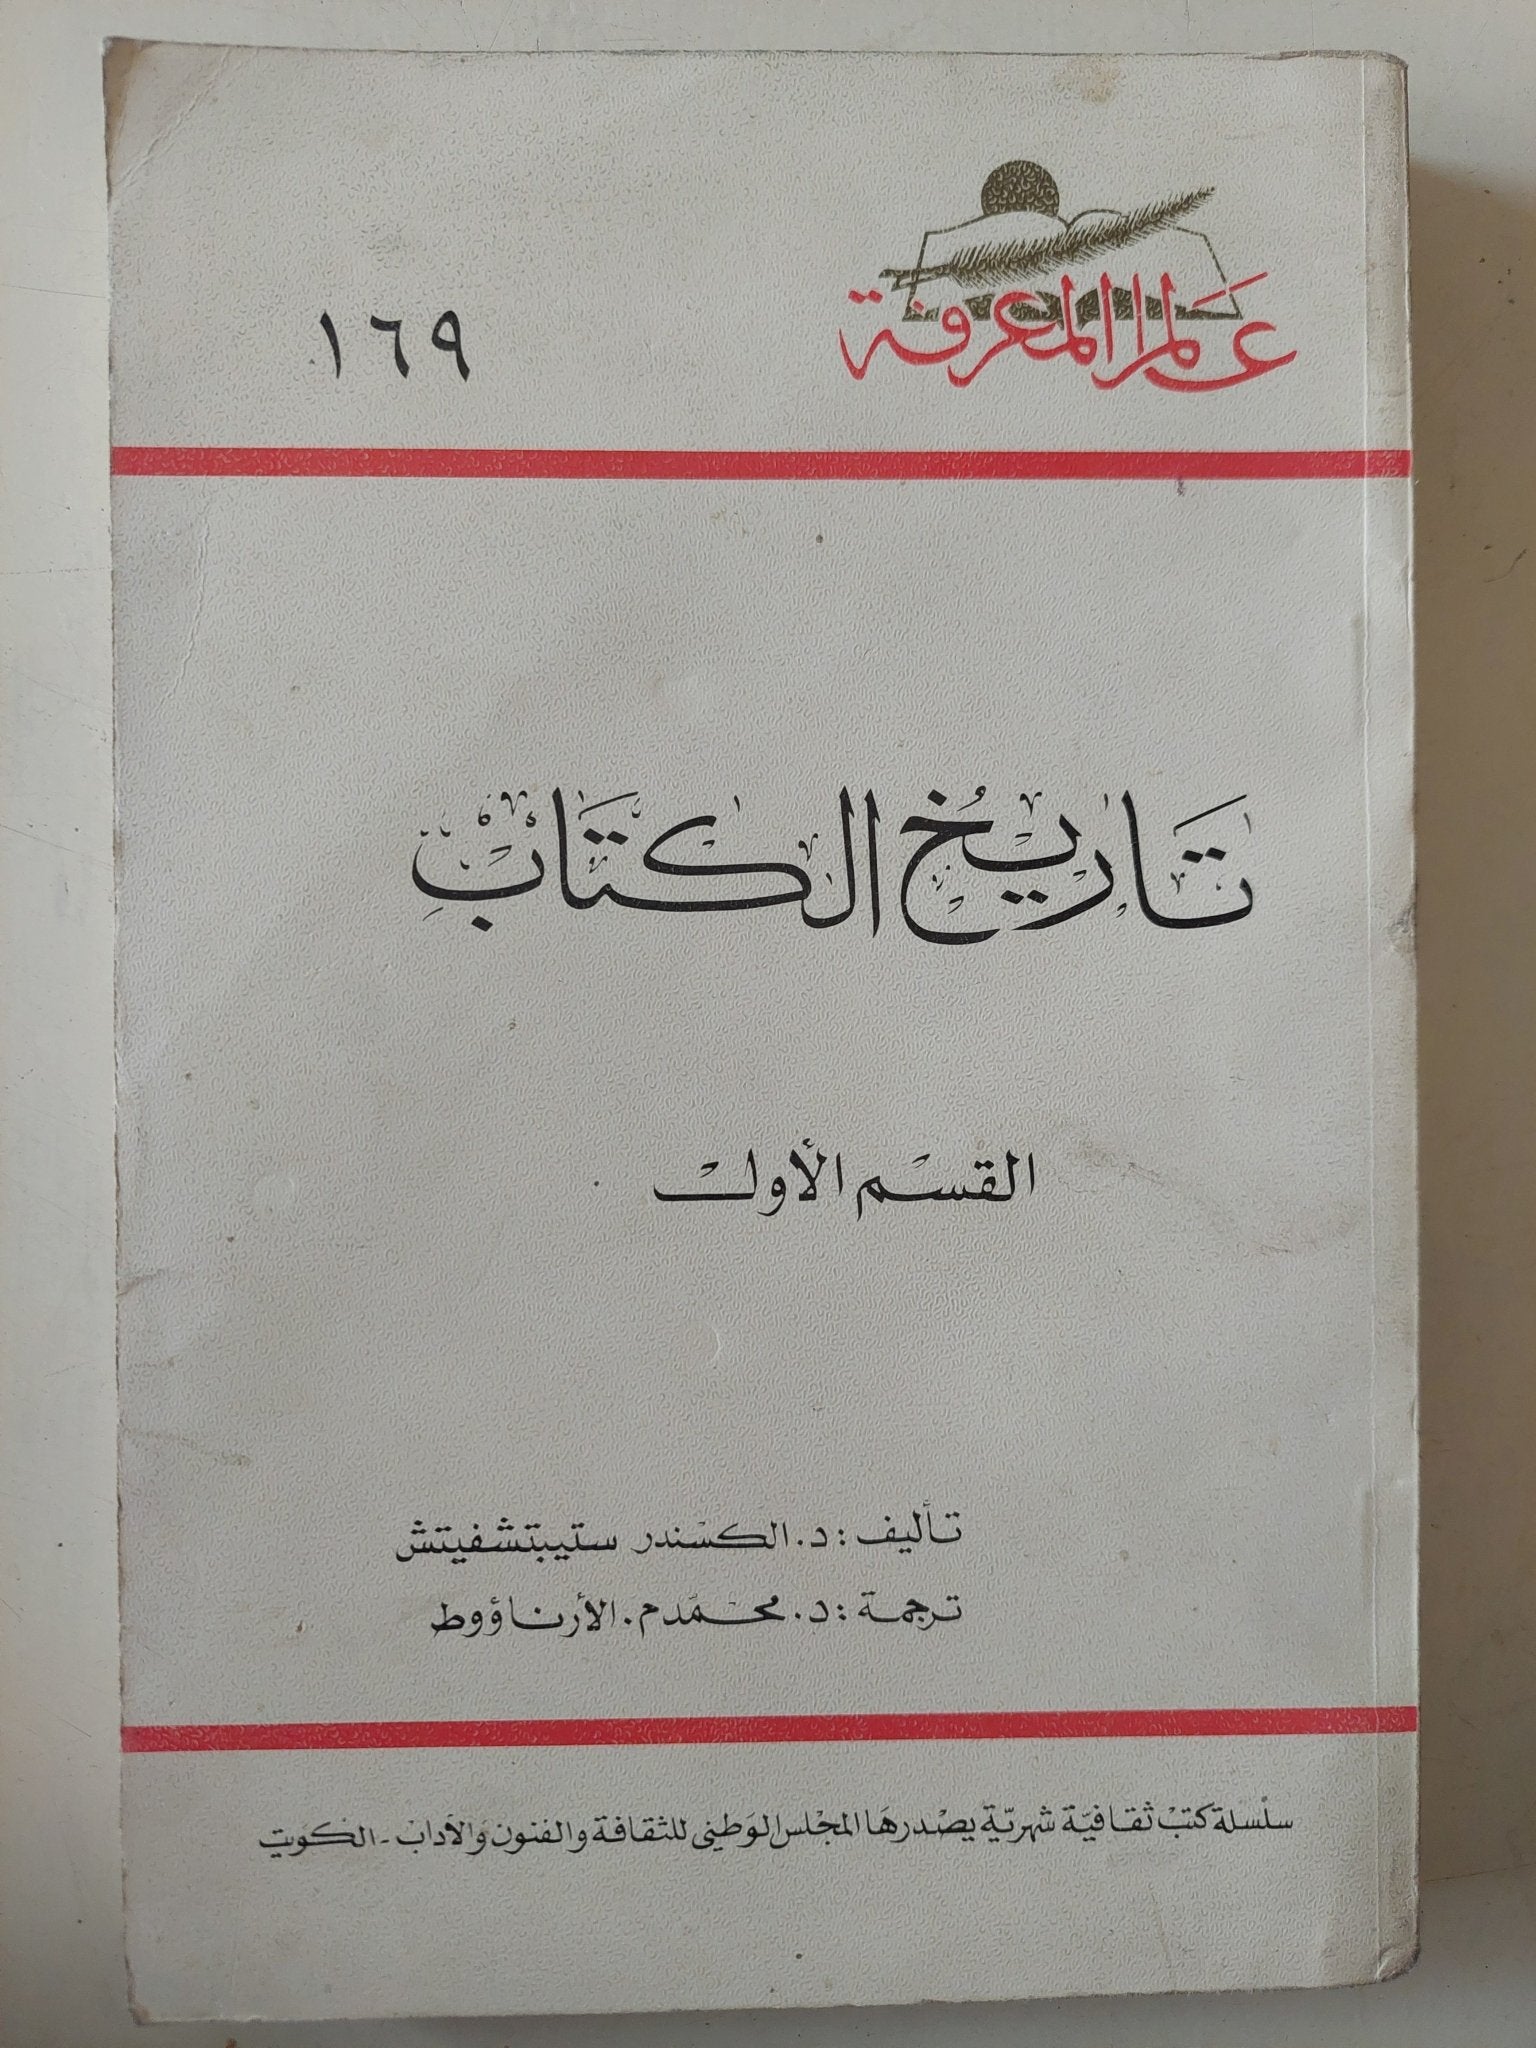 عالم المعرفة
١٦٩
تاريخ الكتاب
القسم الأول
تأليف : د. الكسندر ستيبتشفيتش
ترجمة : د. محمد م. الأرناؤوط
سلسلة كتب ثقافية شهرية يصدرها المجلس الوطني للثقافة والفنون والآداب - الكويت